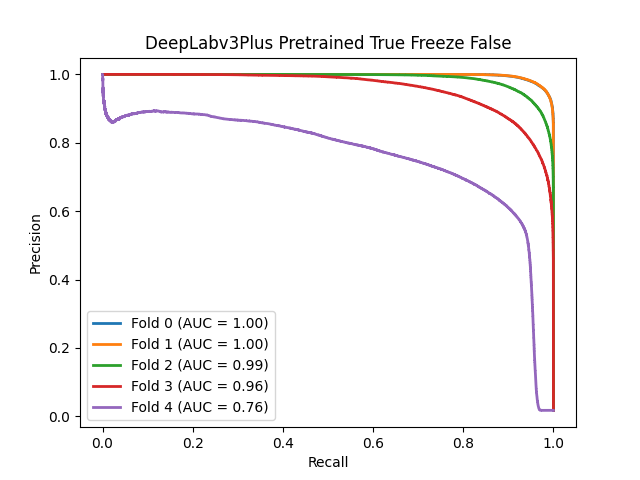 DeepLabv3Plus Pretrained True Freeze False
Precision
1.0
0.8
0.6
0.4
0.2
0.0
Fold 0 (AUC = 1.00)
Fold 1 (AUC = 1.00)
Fold 2 (AUC = 0.99)
Fold 3 (AUC = 0.96)
Fold 4 (AUC = 0.76)
0.0 0.2 0.4 0.6 0.8 1.0
Recall